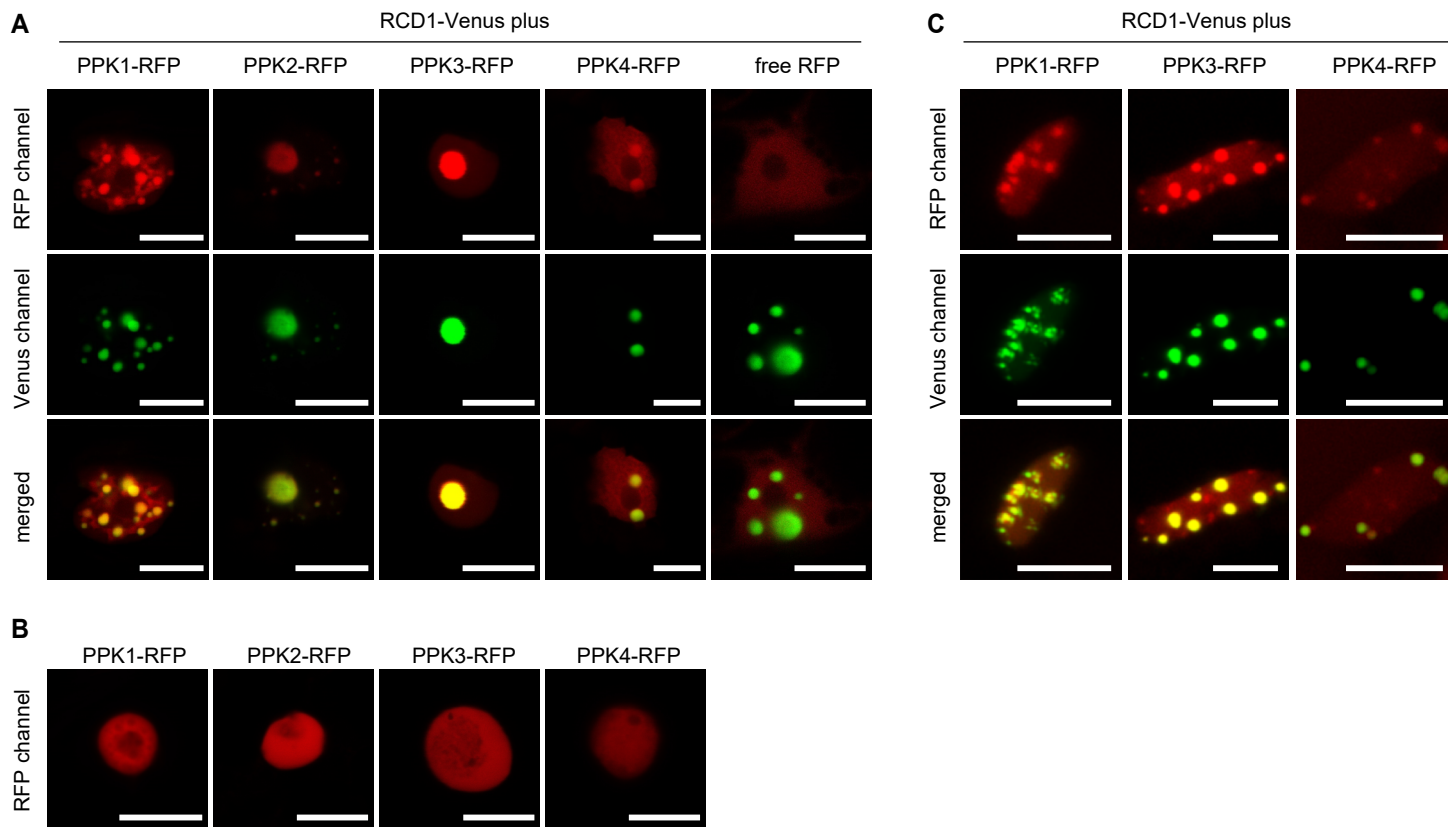 A
RCD1-Venus plus
PPK1-RFP PPK2-RFP PPK3-RFP PPK4-RFP free RFP
RFP channel
Venus channel
merged
C
RCD1-Venus plus
PPK1-RFP PPK3-RFP PPK4-RFP
RFP channel
Venus channel
merged
B
PPK1-RFP PPK2-RFP PPK3-RFP PPK4-RFP
RFP channel